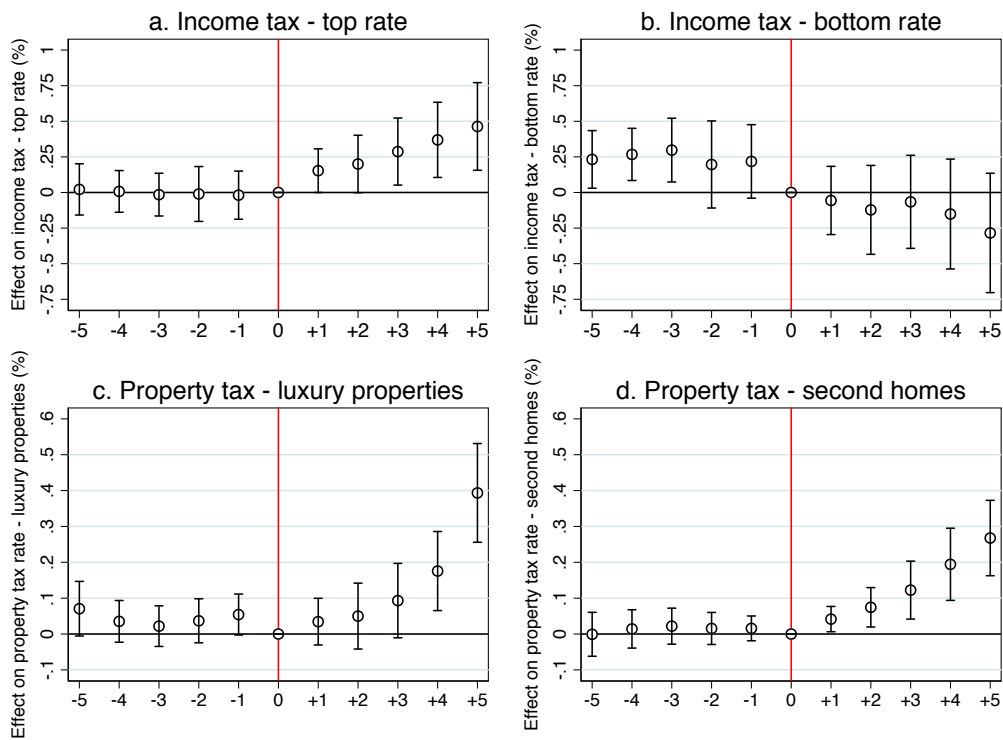 a. Income tax - top rate
Effect on income tax - top rate (%)
1
.75
.5
.25
0
-.25
-.5
-.75
-5 -4 -3 -2 -1 0 +1 +2 +3 +4 +5
b. Income tax - bottom rate
Effect on income tax - bottom rate (%)
1
.75
.5
.25
0
-.25
-.5
-.75
-5 -4 -3 -2 -1 0 +1 +2 +3 +4 +5
c. Property tax - luxury properties
Effect on property tax rate - luxury properties (%)
.6
.5
.4
.3
.2
.1
0
-.1
-5 -4 -3 -2 -1 0 +1 +2 +3 +4 +5
d. Property tax - second homes
Effect on property tax rate - second homes (%)
.6
.5
.4
.3
.2
.1
0
-.1
-5 -4 -3 -2 -1 0 +1 +2 +3 +4 +5